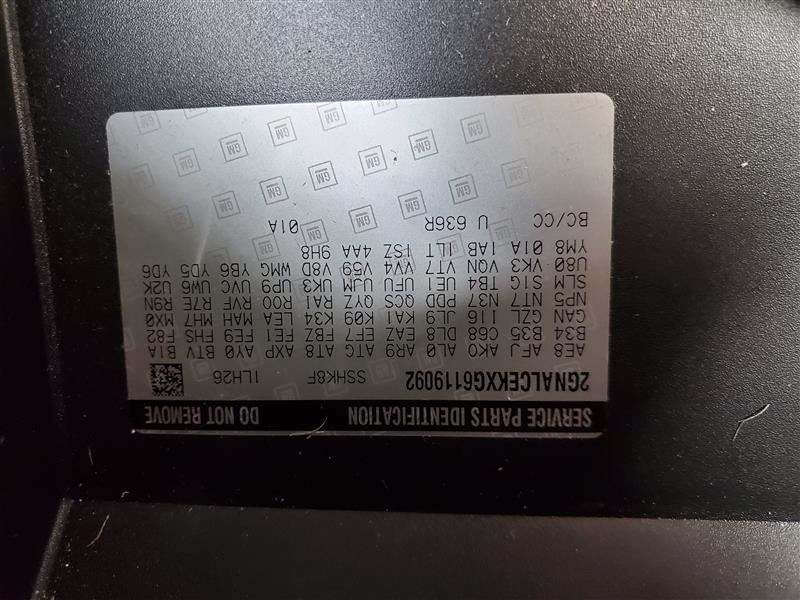 SERVICE PARTS IDENTIFICATION DO NOT REMOVE
2GNALCEKXG6119092 SSHK8F 1LH26
AE8 AFJ AKO AL0 AR9 ATG AT8 AXP AY0 BTV B1A
B34 B35 C68 DL8 EAZ EF7 FBZ FE1 FE9 FHS F82
GAN GZL I16 JL9 KA1 K09 K34 LEA MAH MH7 MX0
NP5 NT7 N37 PDD QCS QYZ RAI ROO RVF R7E R9N
SLM S1G TB4 UE1 UFU UJM UK3 UP9 UVC UW6 U2K
U80 VK3 VQN VT7 VV4 V59 V8D WMG YB6 YD5 YD6
YM8 01A 1AB 1LT 1SZ 4AA 9H8
BC/CC U 636R 01A